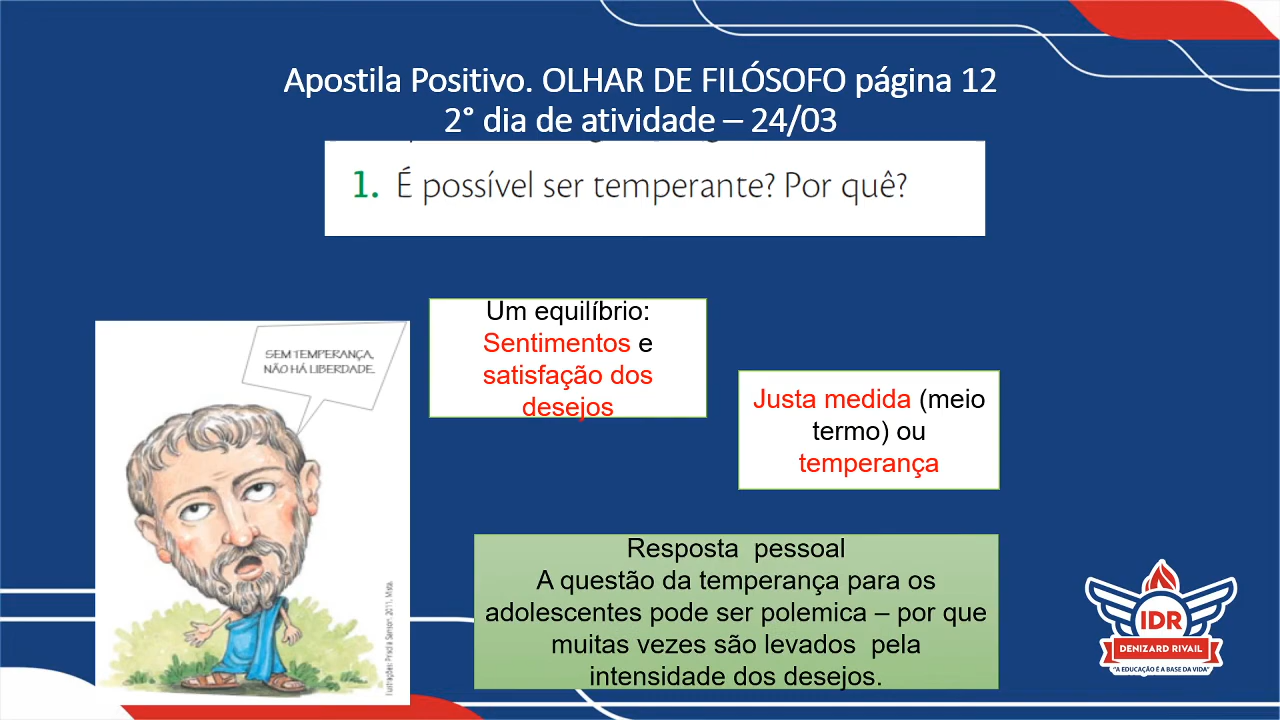 Apostila Positivo. OLHAR DE FILÓSOFO página 12
2° dia de atividade – 24/03
1. É possível ser temperante? Por quê?
Um equilíbrio:
Sentimentos e
satisfação dos
desejos
SEM TEMPERANÇA,
NÃO HÁ LIBERDADE.
Justa medida (meio
termo) ou
temperança
Resposta  pessoal
A questão da temperança para os
adolescentes pode ser polemica – por que
muitas vezes são levados  pela
intensidade dos desejos.
IDR
DENIZARD RIVAIL
"A EDUCAÇÃO É A BASE DA VIDA"